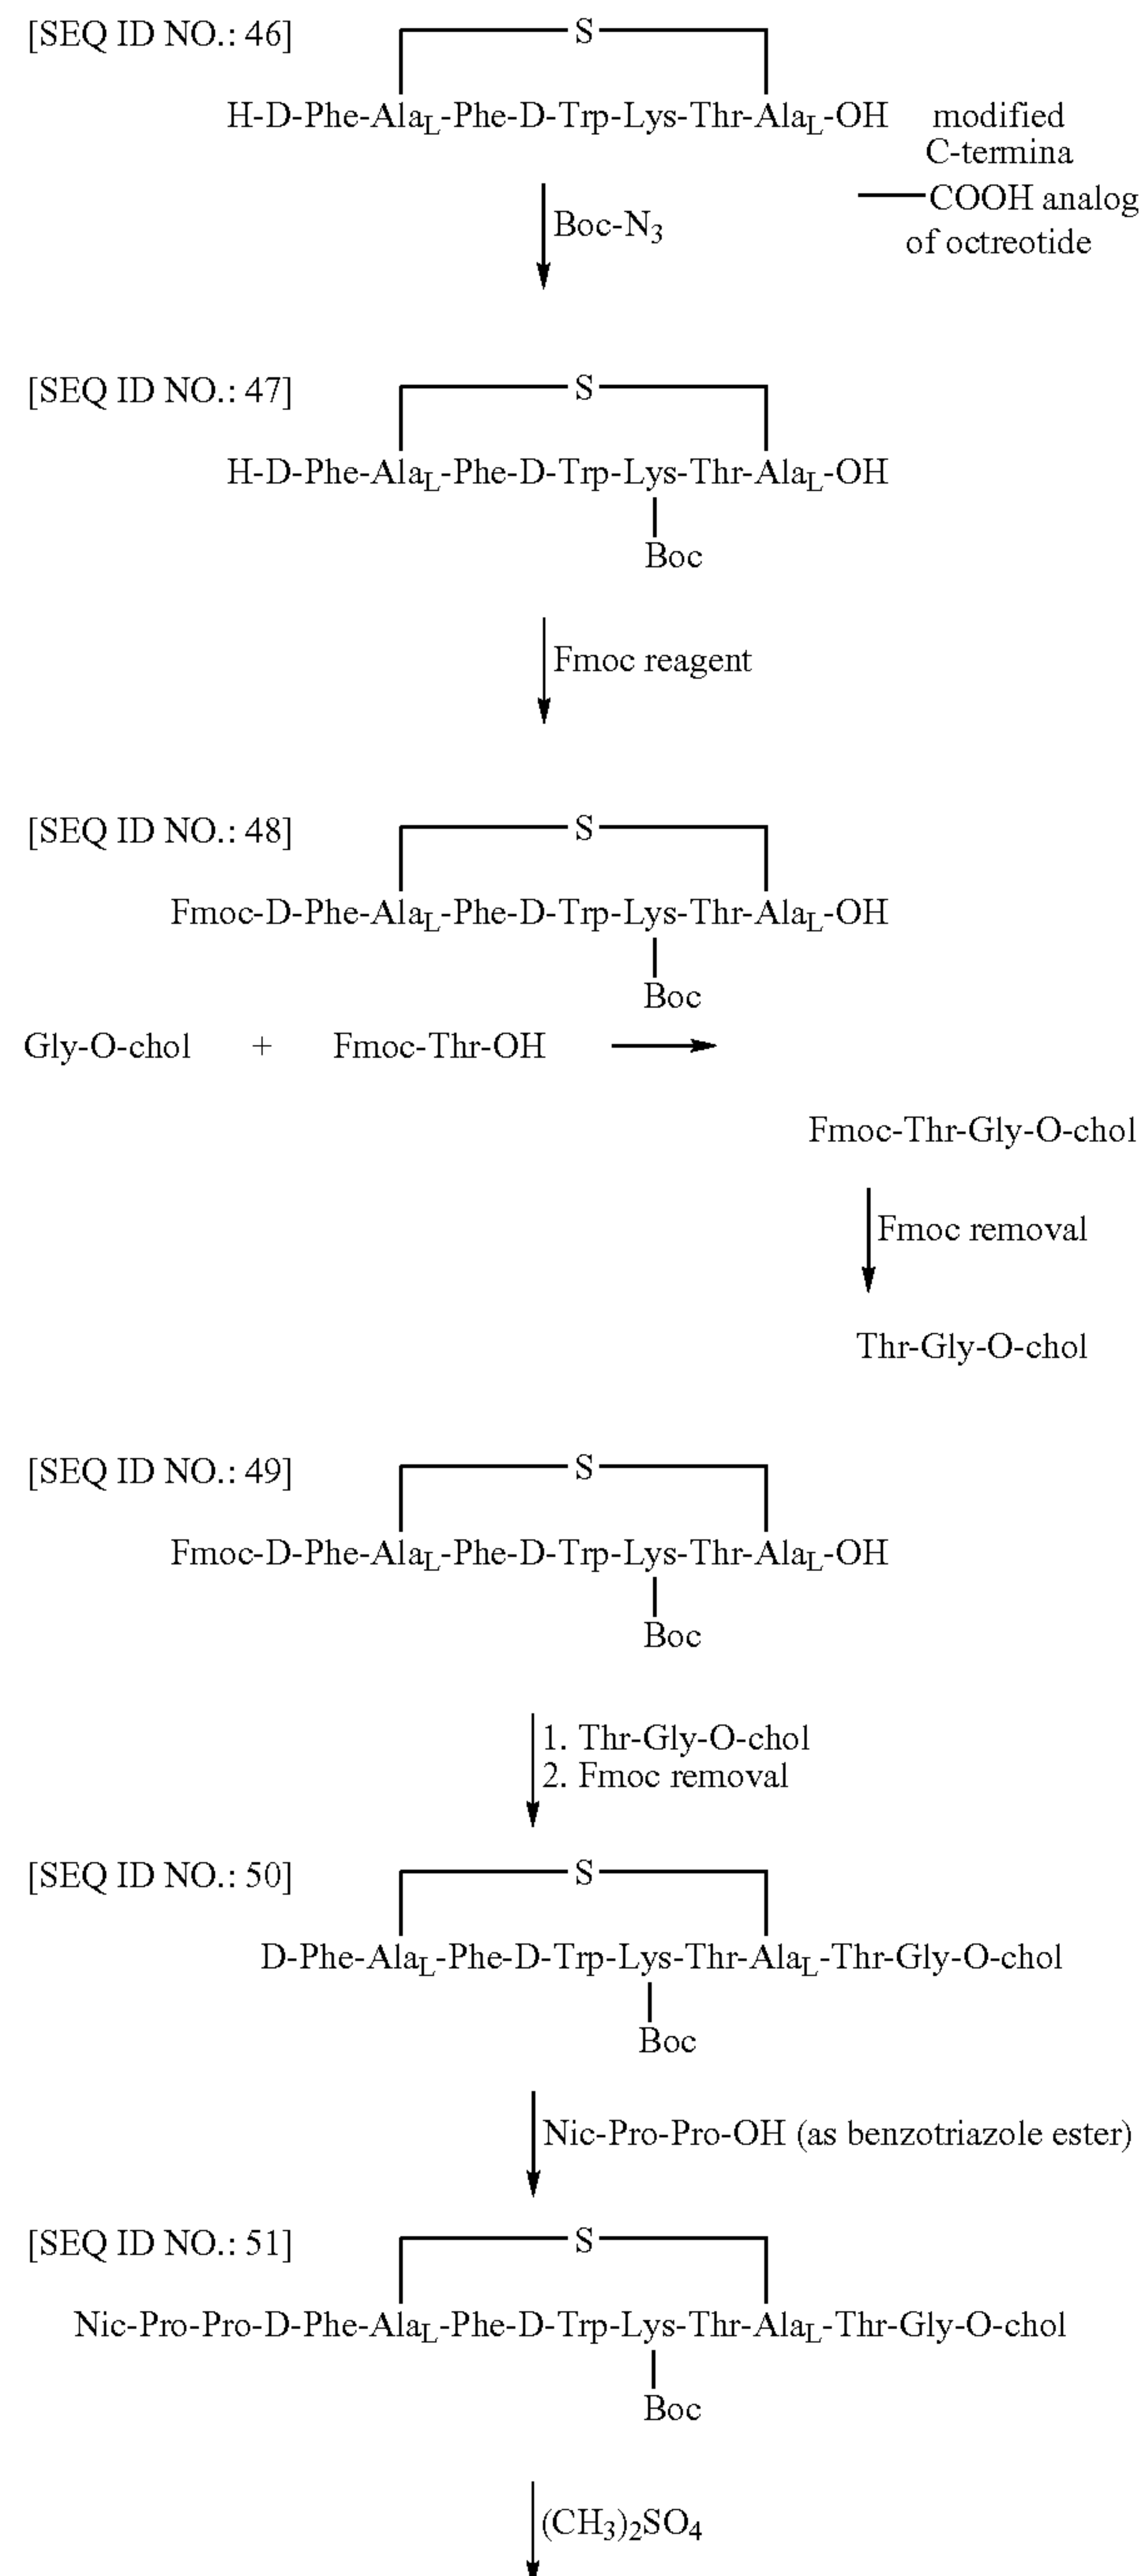 [SEQ ID NO.: 46]
S
H-D-Phe-AlaL-Phe-D-Trp-Lys-Thr-AlaL-OH
modified
C-termina
COOH analog
of octreotide
Boc-N3
[SEQ ID NO.: 47]
S
H-D-Phe-AlaL-Phe-D-Trp-Lys-Thr-AlaL-OH
Boc
Fmoc reagent
[SEQ ID NO.: 48]
S
Fmoc-D-Phe-AlaL-Phe-D-Trp-Lys-Thr-AlaL-OH
Boc
Gly-O-chol + Fmoc-Thr-OH
Fmoc-Thr-Gly-O-chol
Fmoc removal
Thr-Gly-O-chol
[SEQ ID NO.: 49]
S
Fmoc-D-Phe-AlaL-Phe-D-Trp-Lys-Thr-AlaL-OH
Boc
1. Thr-Gly-O-chol
2. Fmoc removal
[SEQ ID NO.: 50]
S
D-Phe-AlaL-Phe-D-Trp-Lys-Thr-AlaL-Thr-Gly-O-chol
Boc
Nic-Pro-Pro-OH (as benzotriazole ester)
[SEQ ID NO.: 51]
S
Nic-Pro-Pro-D-Phe-AlaL-Phe-D-Trp-Lys-Thr-AlaL-Thr-Gly-O-chol
Boc
(CH3)2SO4